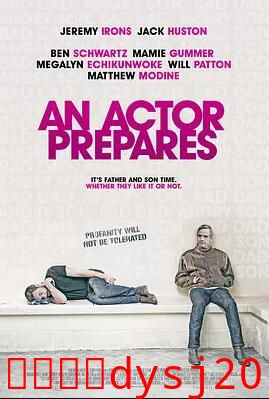 JEREMY IRONS JACK HUSTON
BEN SCHWARTZ MAMIE GUMMER
MEGALYN ECHIKUNWOKE WILL PATTON
MATTHEW MODINE
AN ACTOR
PREPARES
IT'S FATHER AND SON TIME.
WHETHER THEY LIKE IT OR NOT.
PROFANITY WILL
NOT BE TOLERATED
dysj20